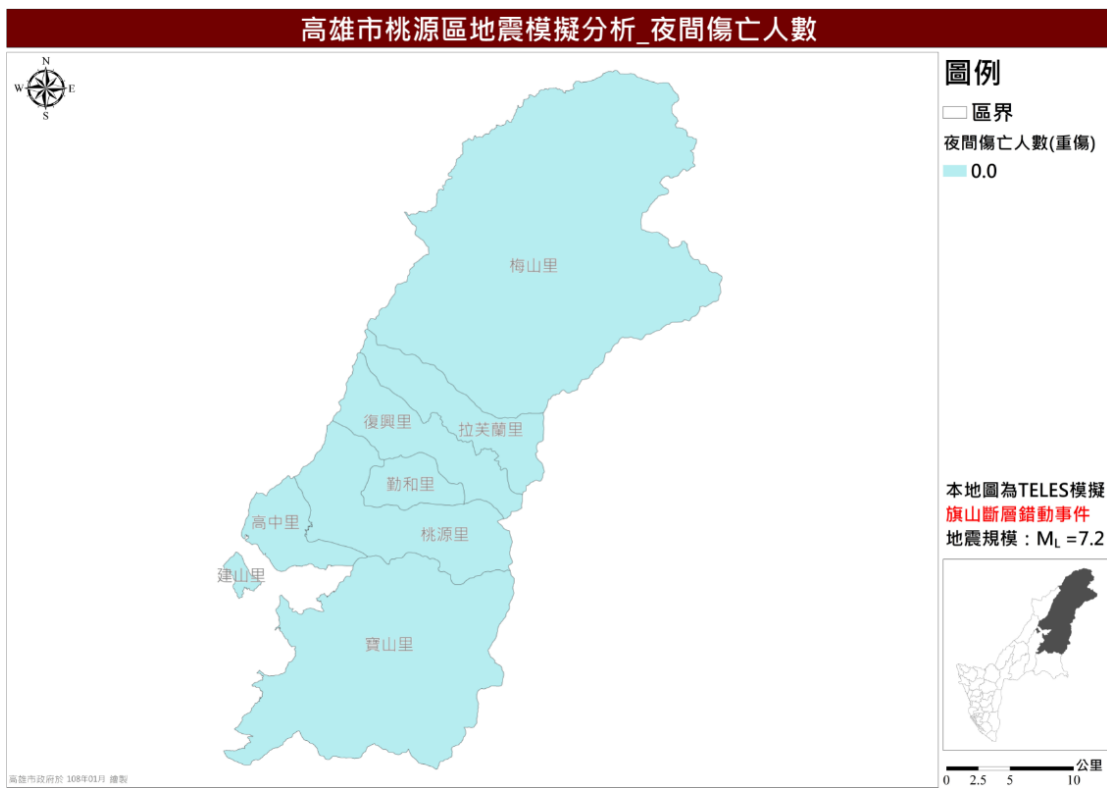 高雄市桃源區地震模擬分析_夜間傷亡人數
N
W
E
S
圖例
區界
夜間傷亡人數(重傷)
0.0
梅山里
復興里
拉芙蘭里
勤和里
高中里
桃源里
建山里
寶山里
本地圖為TELES模擬
旗山斷層錯動事件
地震規模：ML =7.2
公里
0 2.5 5 10
高雄市政府於 108年01月 繪製